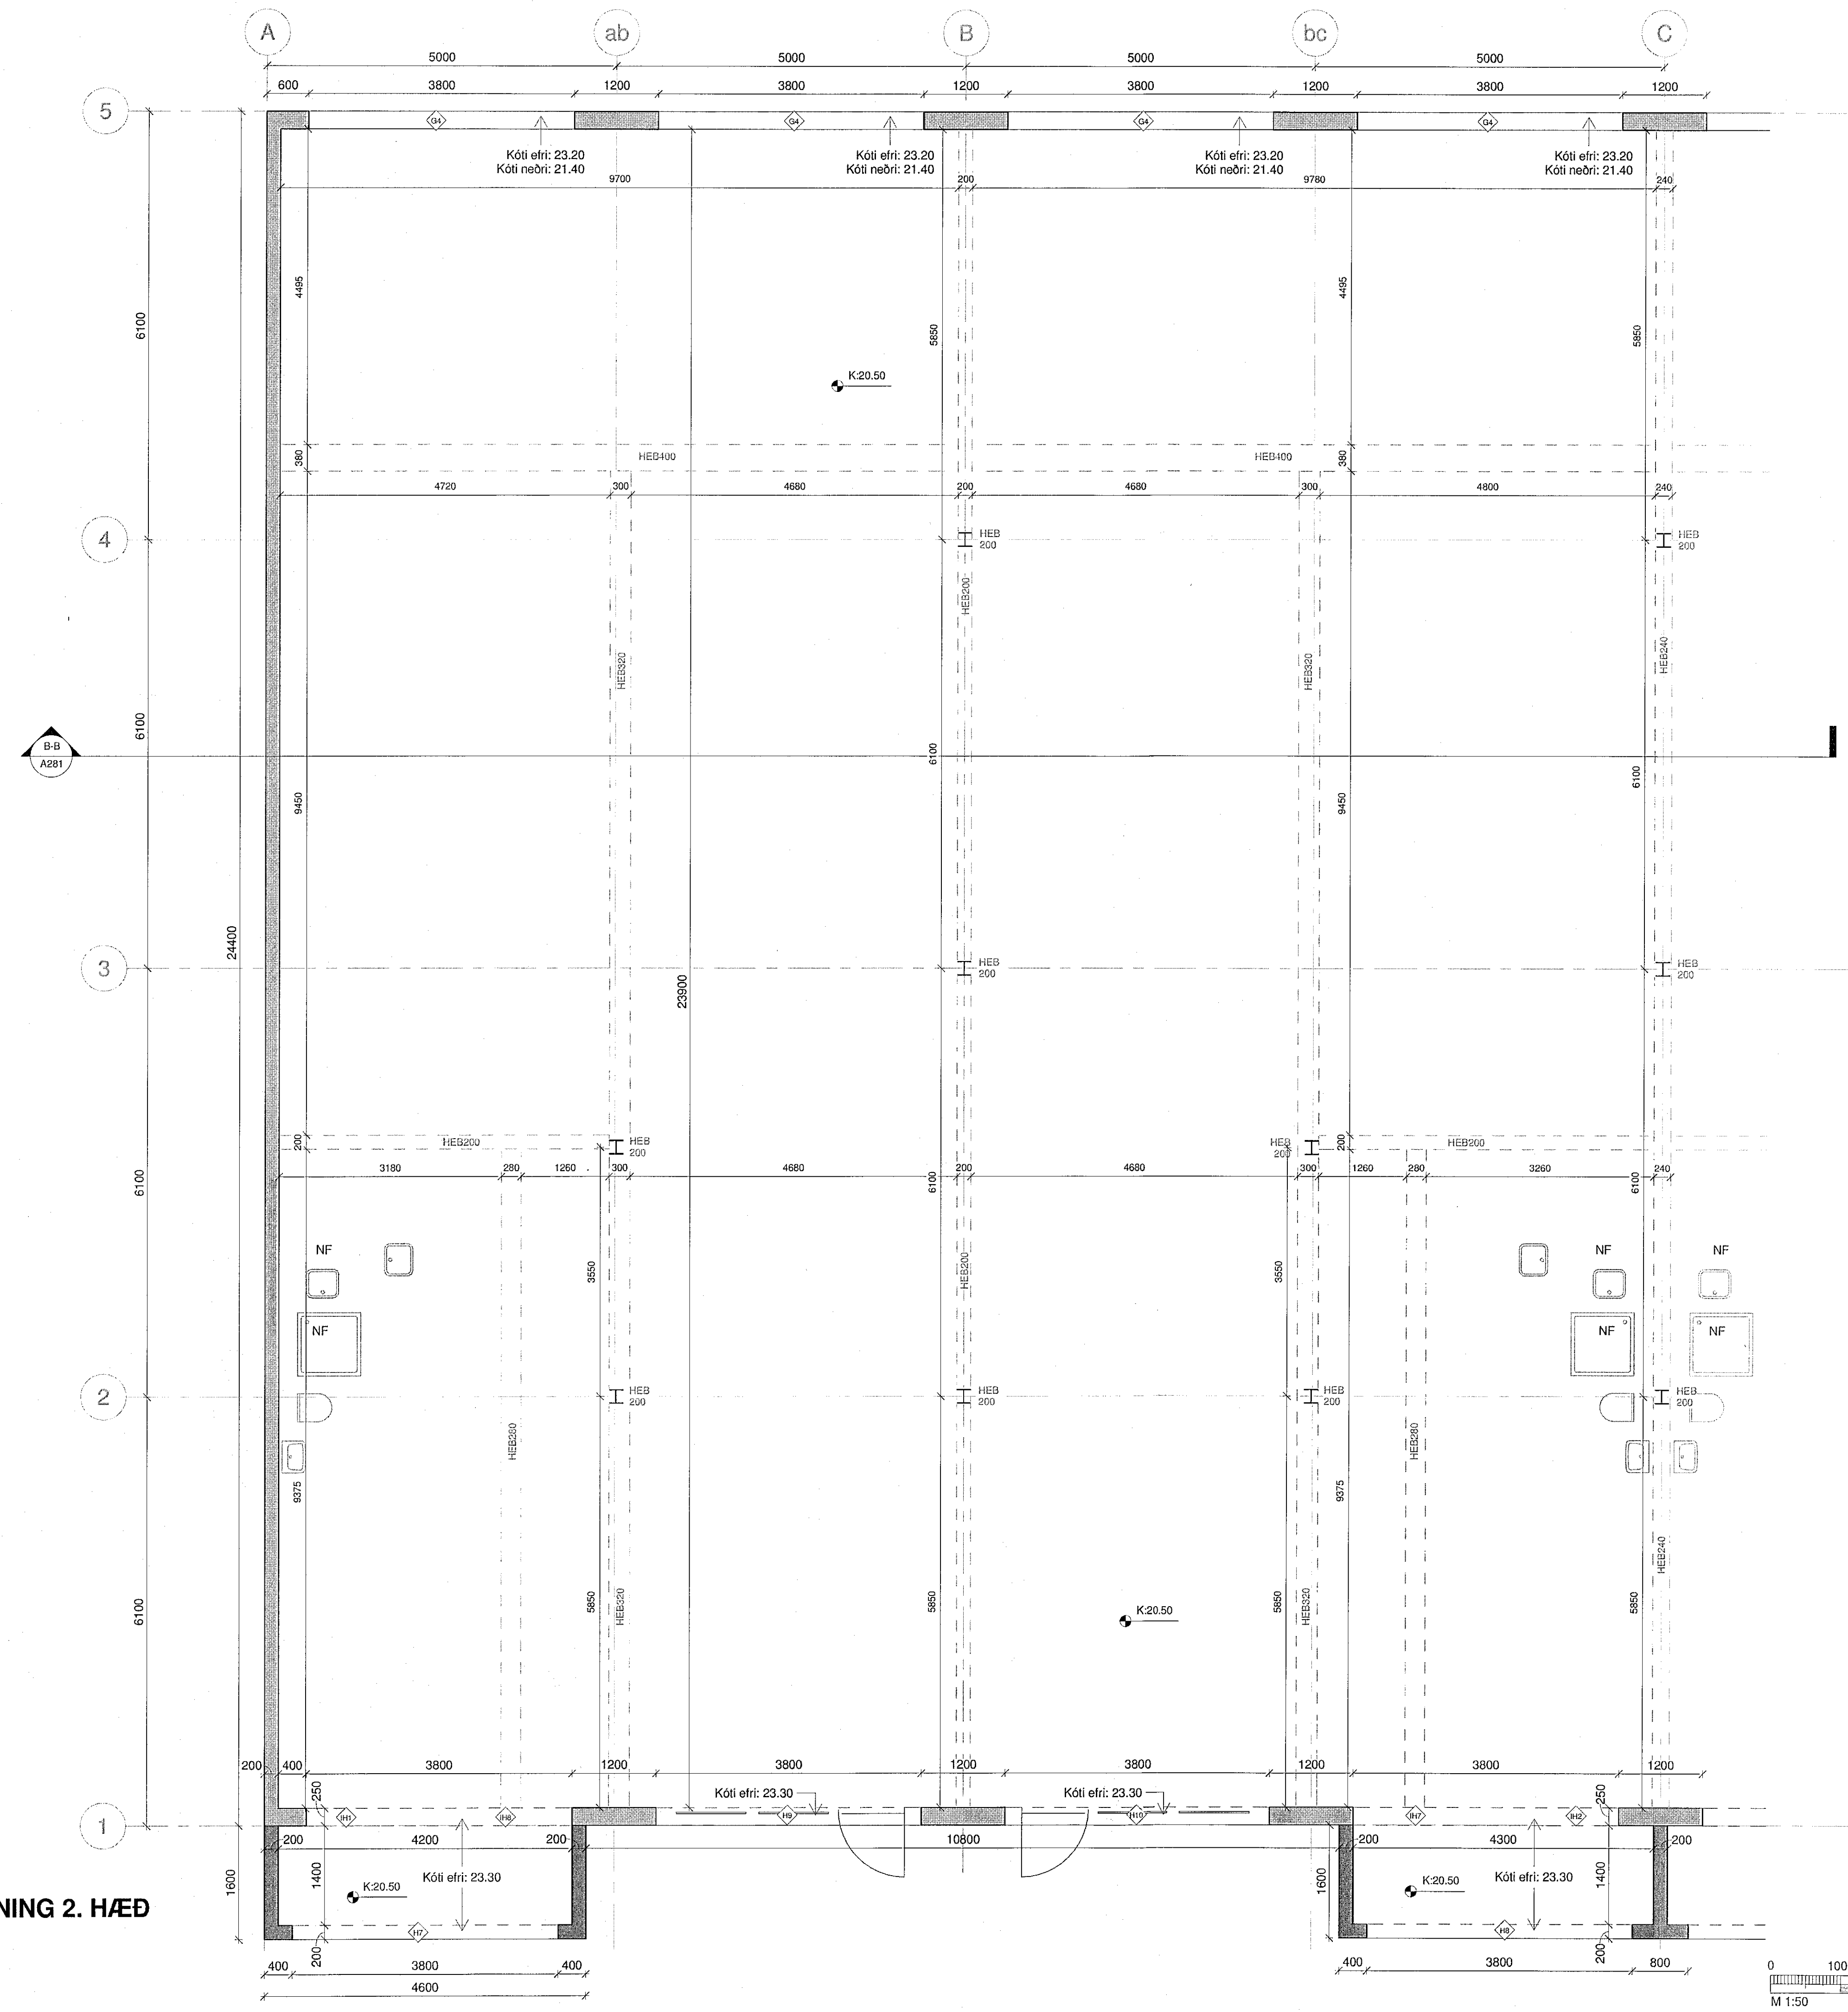 A ab B bc C
5000 5000 5000 5000
600 3800 1200 3800 1200 3800 1200 3800 1200
5
G4 G4 G4 G4
Kóti efri: 23.20 Kóti efri: 23.20 Kóti efri: 23.20 Kóti efri: 23.20
Kóti neðri: 21.40 Kóti neðri: 21.40 Kóti neðri: 21.40 Kóti neðri: 21.40
9700 200 9780 240
4495 4495
6100 5850 5850
K:20.50
380 HEB400 HEB400 380
4720 300 4680 200 4680 300 4800 240
4
HEB HEB
200 200
HEB200
HEB320 HEB320 HEB240
6100 6100 6100
B-B
A281
9450 9450
24400
3
HEB HEB
200 200
23900
200 HEB200 HEB HEB 200 HEB200
200 200
3180 280 1260 300 4680 200 4680 300 1260 280 3260 240
6100 6100 6100
NF NF NF
3550 HEB200 3550
NF NF NF
2
HEB HEB HEB HEB
200 200 200 200
HEB280 HEB280
9375 9375
HEB240
6100 5850 HEB320 5850 5850 HEB320 5850
K:20.50
200 400 3800 1200 3800 1200 3800 1200 3800 1200
Kóti efri: 23.30 Kóti efri: 23.30
250 250
1
IH1 IH6 H9 H10 IH7 IH2
200 4200 200 10800 200 4300 200
1600 1400 Kóti efri: 23.30 1600 Kóti efri: 23.30 1400
K:20.50 K:20.50
NING 2. HÆÐ
H7 H8
200 200
400 3800 400 400 3800 800
4600
0 100
M 1:50